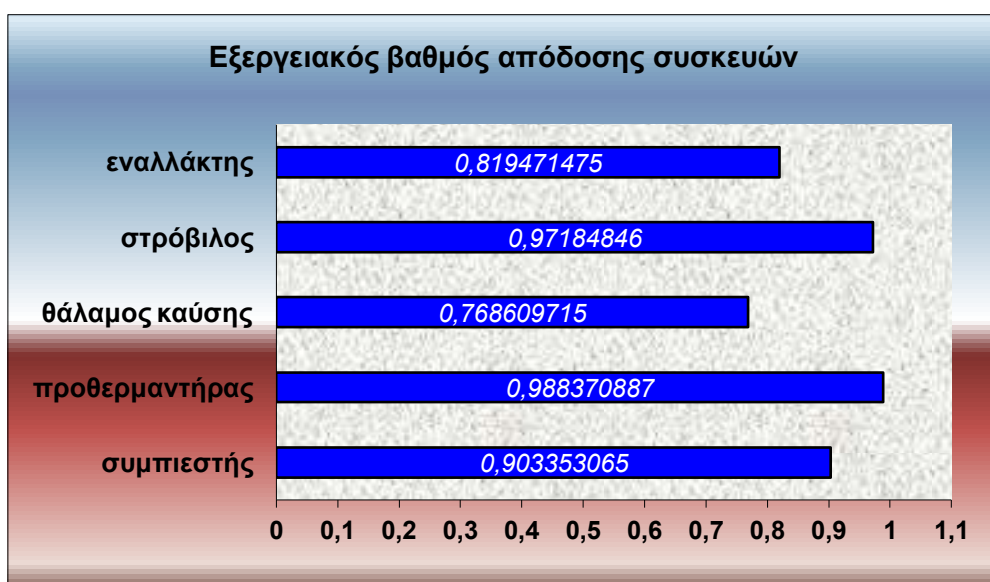 Εξεργειακός βαθμός απόδοσης συσκευών
εναλλάκτης 0,819471475
στρόβιλος 0,97184846
θάλαμος καύσης 0,768609715
προθερμαντήρας 0,988370887
συμπιεστής 0,903353065
0 0,1 0,2 0,3 0,4 0,5 0,6 0,7 0,8 0,9 1 1,1